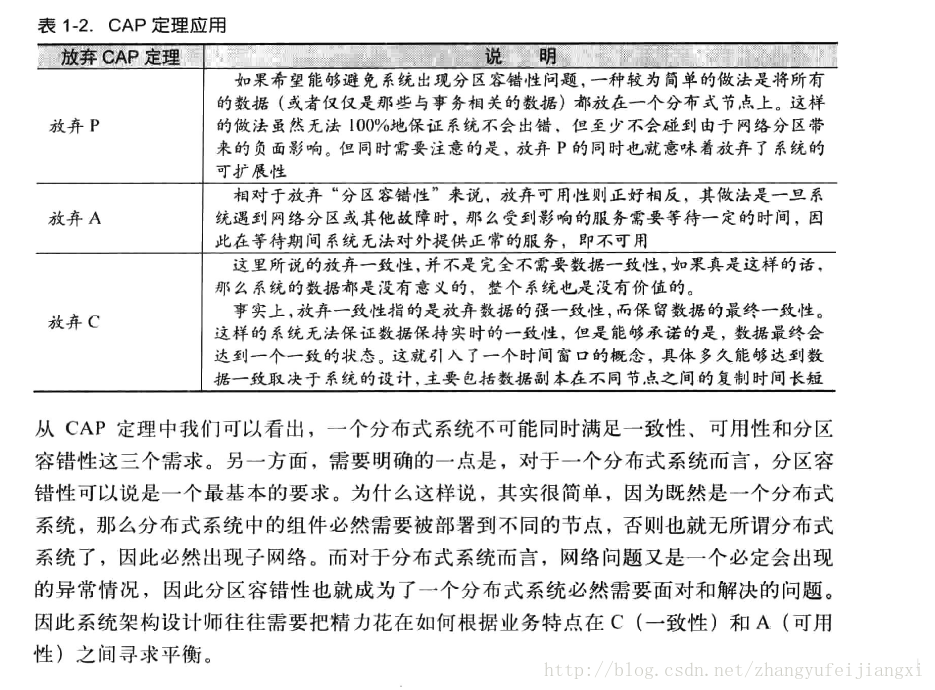 表 1-2. CAP 定理应用
放弃 CAP 定理 说 明
如果希望能够避免系统出现分区容错性问题，一种较为简单的做法是将所有
的数据（或者仅仅是那些与事务相关的数据）都放在一个分布式节点上。这样
放弃 P 的做法虽然无法 100%地保证系统不会出错，但至少不会碰到由于网络分区带
来的负面影响。但同时需要注意的是，放弃 P 的同时也就意味着放弃了系统的
可扩展性
相对于放弃“分区容错性”来说，放弃可用性则正好相反，其做法是一旦系
放弃 A 统遇到网络分区或其他故障时，那么受到影响的服务需要等待一定的时间，因
此在等待期间系统无法对外提供正常的服务，即不可用
这里所说的放弃一致性，并不是完全不需要数据一致性，如果真是这样的话，
那么系统的数据都是没有意义的，整个系统也是没有价值的。
放弃 C 事实上，放弃一致性指的是放弃数据的强一致性，而保留数据的最终一致性。
这样的系统无法保证数据保持实时的一致性，但是能够承诺的是，数据最终会
达到一个一致的状态。这就引入了一个时间窗口的概念，具体多久能够达到数
据一致取决于系统的设计，主要包括数据副本在不同节点之间的复制时间长短
从 CAP 定理中我们可以看出，一个分布式系统不可能同时满足一致性、可用性和分区
容错性这三个需求。另一方面，需要明确的一点是，对于一个分布式系统而言，分区容
错性可以说是一个最基本的要求。为什么这样说，其实很简单，因为既然是一个分布式
系统，那么分布式系统中的组件必然需要被部署到不同的节点，否则也就无所谓分布式
系统了，因此必然出现子网络。而对于分布式系统而言，网络问题又是一个必定会出现
的异常情况，因此分区容错性也就成为了一个分布式系统必然需要面对和解决的问题。
因此系统架构设计师往往需要把精力花在如何根据业务特点在 C（一致性）和 A（可用
性）之间寻求平衡。
http://blog.csdn.net/zhangyufeijiangxi